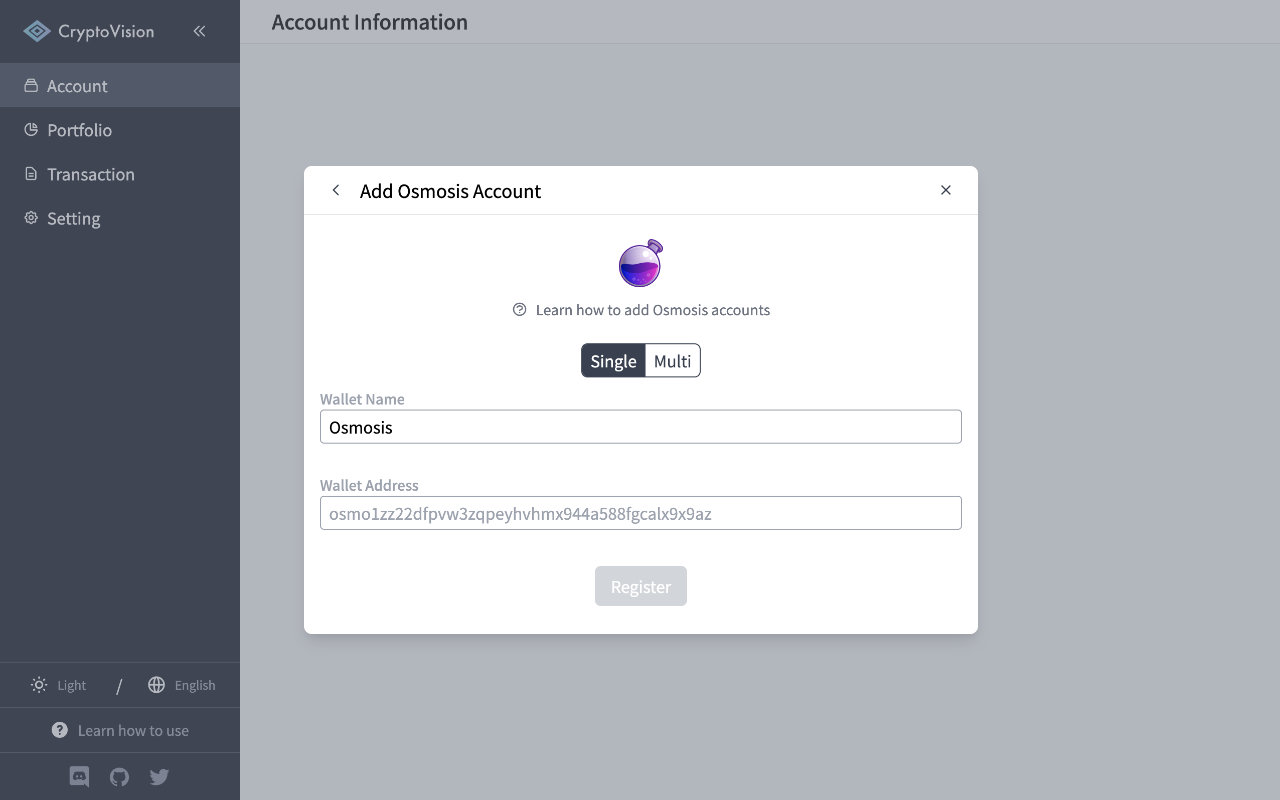 CryptoVision
Account Information
Account
Portfolio
Transaction
Setting
Add Osmosis Account
Learn how to add Osmosis accounts
Single Multi
Wallet Name
Osmosis
Wallet Address
osmo1zz22dfpvw3zqpeyhvhmx944a588fgcalx9x9az
Register
Light / English
Learn how to use